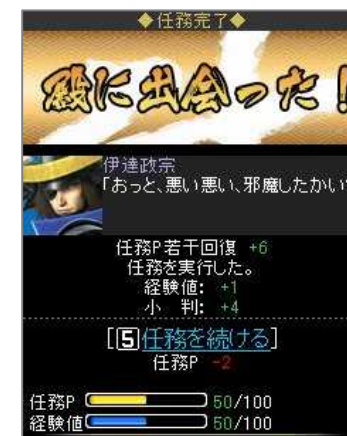 ◆任務完了◆
殿に出会った！
伊達政宗
「おっと、悪い悪い、邪魔したかい
任務P若干回復 +6
任務を実行した。
経験値: +1
小 判: +4
[5任務を続ける]
任務P -2
任務P 50/100
経験値 50/100